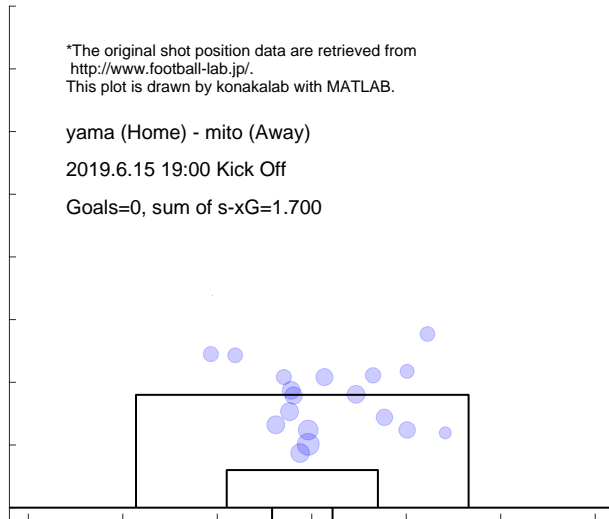 *The original shot position data are retrieved from
http://www.football-lab.jp/.
This plot is drawn by konakalab with MATLAB.
yama (Home) - mito (Away)
2019.6.15 19:00 Kick Off
Goals=0, sum of s-xG=1.700